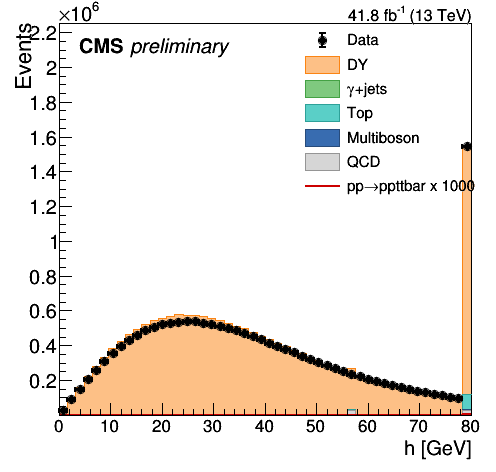 ×10⁶
41.8 fb⁻¹ (13 TeV)
CMS preliminary
Events
2.2
2
1.8
1.6
1.4
1.2
1
0.8
0.6
0.4
0.2
Data
DY
γ+jets
Top
Multiboson
QCD
pp→ppttbar x 1000
0 10 20 30 40 50 60 70 80
h [GeV]